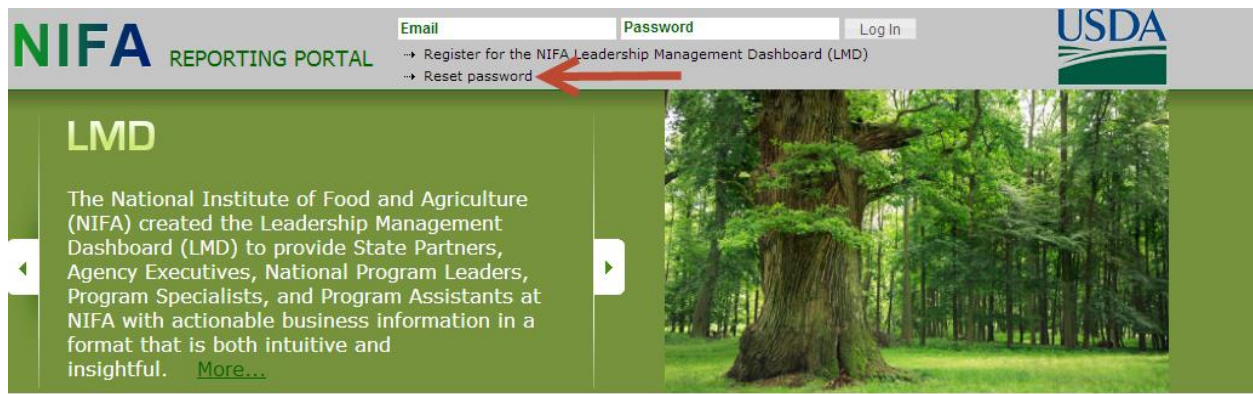 NIFA REPORTING PORTAL
Email Password Log In
Register for the NIFA Leadership Management Dashboard (LMD)
Reset password
USDA
LMD
The National Institute of Food and Agriculture
(NIFA) created the Leadership Management
Dashboard (LMD) to provide State Partners,
Agency Executives, National Program Leaders,
Program Specialists, and Program Assistants at
NIFA with actionable business information in a
format that is both intuitive and
insightful. More...